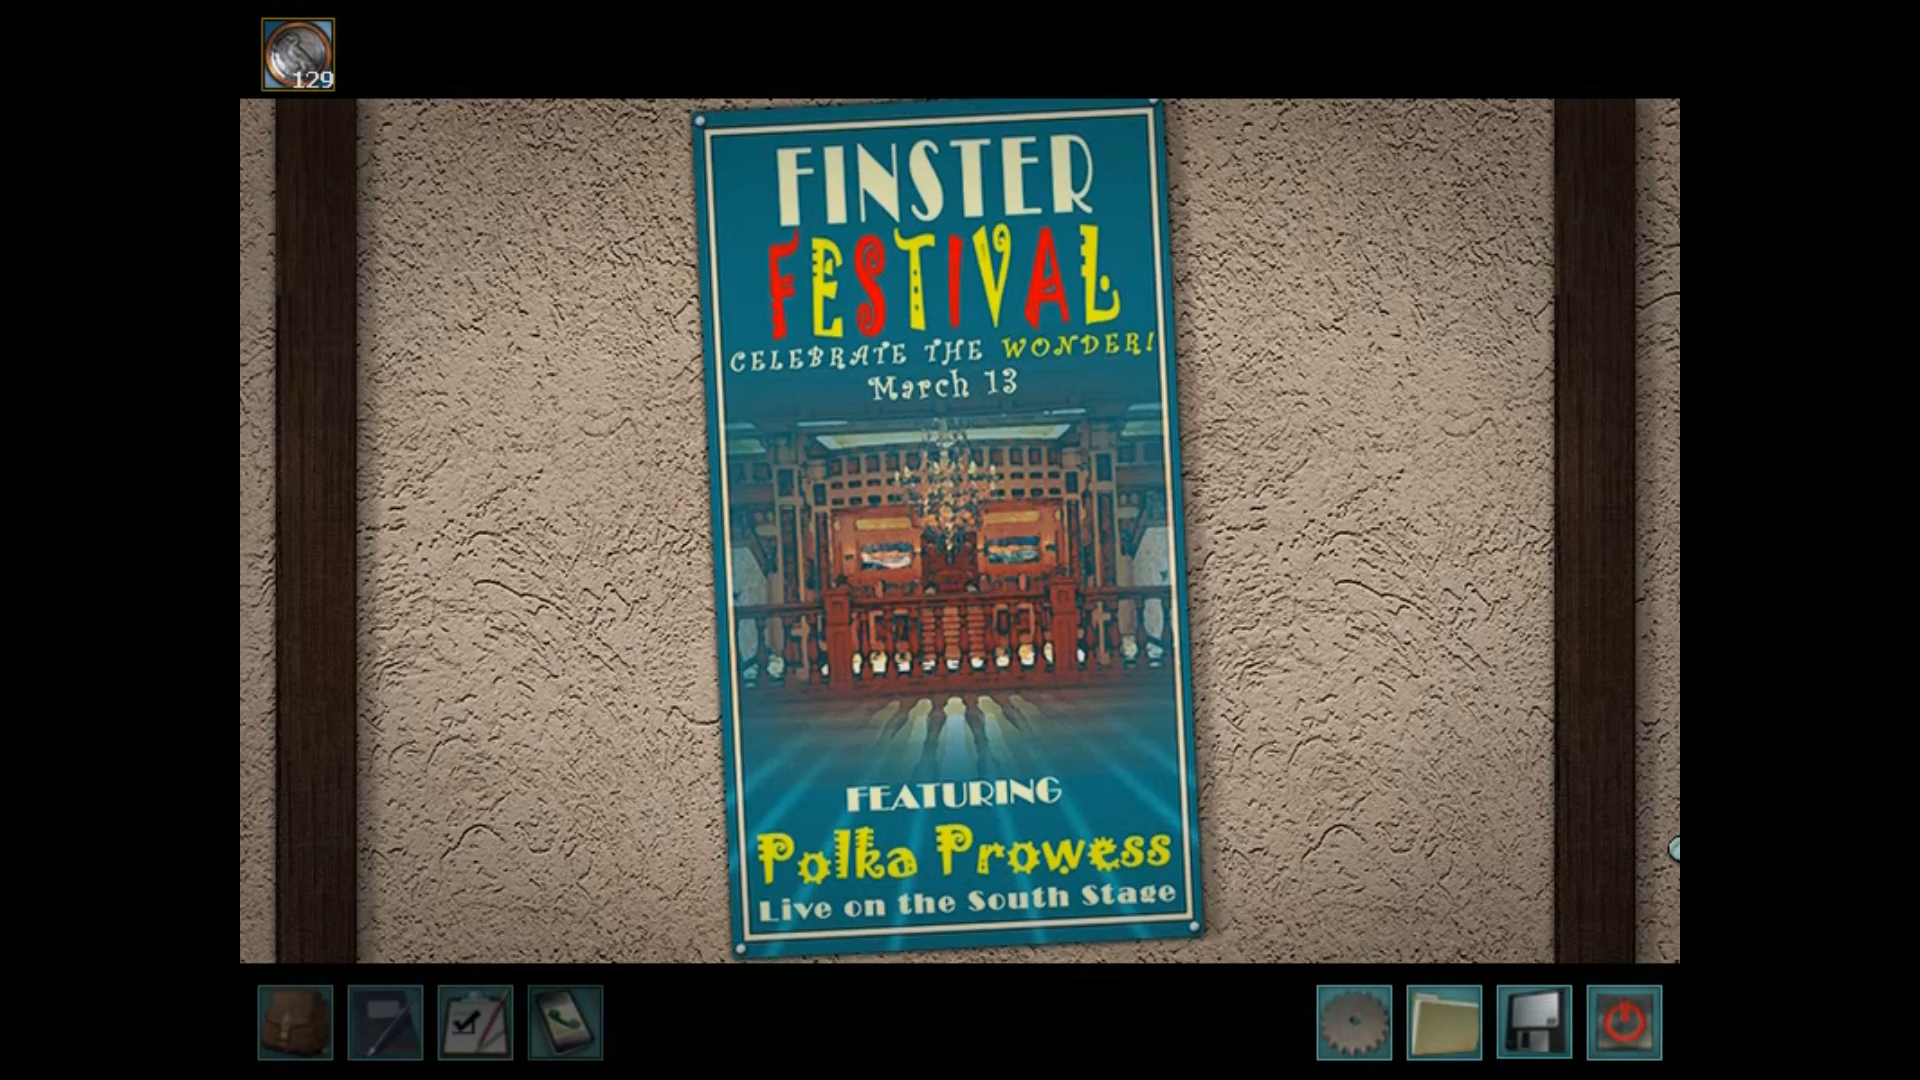 129
FINSTER
FESTIVAL
CELEBRATE THE WONDER!
March 13
FEATURING
Polka Prowess
Live on the South Stage